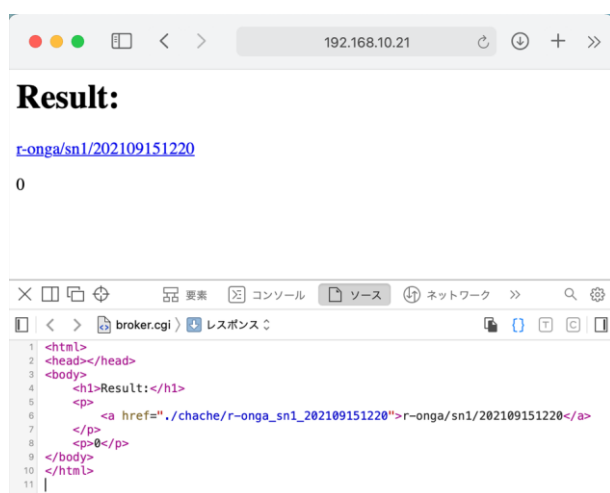 192.168.10.21
Result:
r-onga/sn1/202109151220
0
要素 コンソール ソース ネットワーク
broker.cgi レスポンス
1 <html>
2 <head></head>
3 <body>
4 <h1>Result:</h1>
5 <p>
6 <a href="./chache/r-onga_sn1_202109151220">r-onga/sn1/202109151220</a>
7 </p>
8 <p>0</p>
9 </body>
10 </html>
11